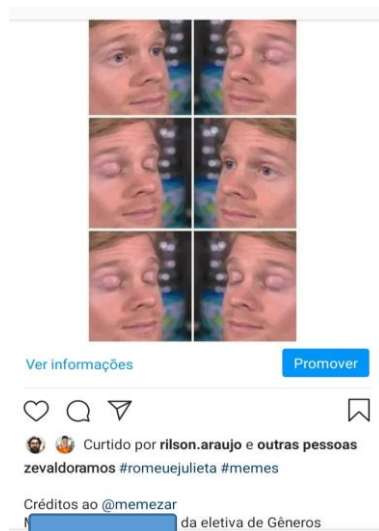 Ver informações
Promover
Curtido por rilson.araujo e outras pessoas
zevaldoramos #romeuejulieta #memes
Créditos ao @memezar
da eletiva de Gêneros